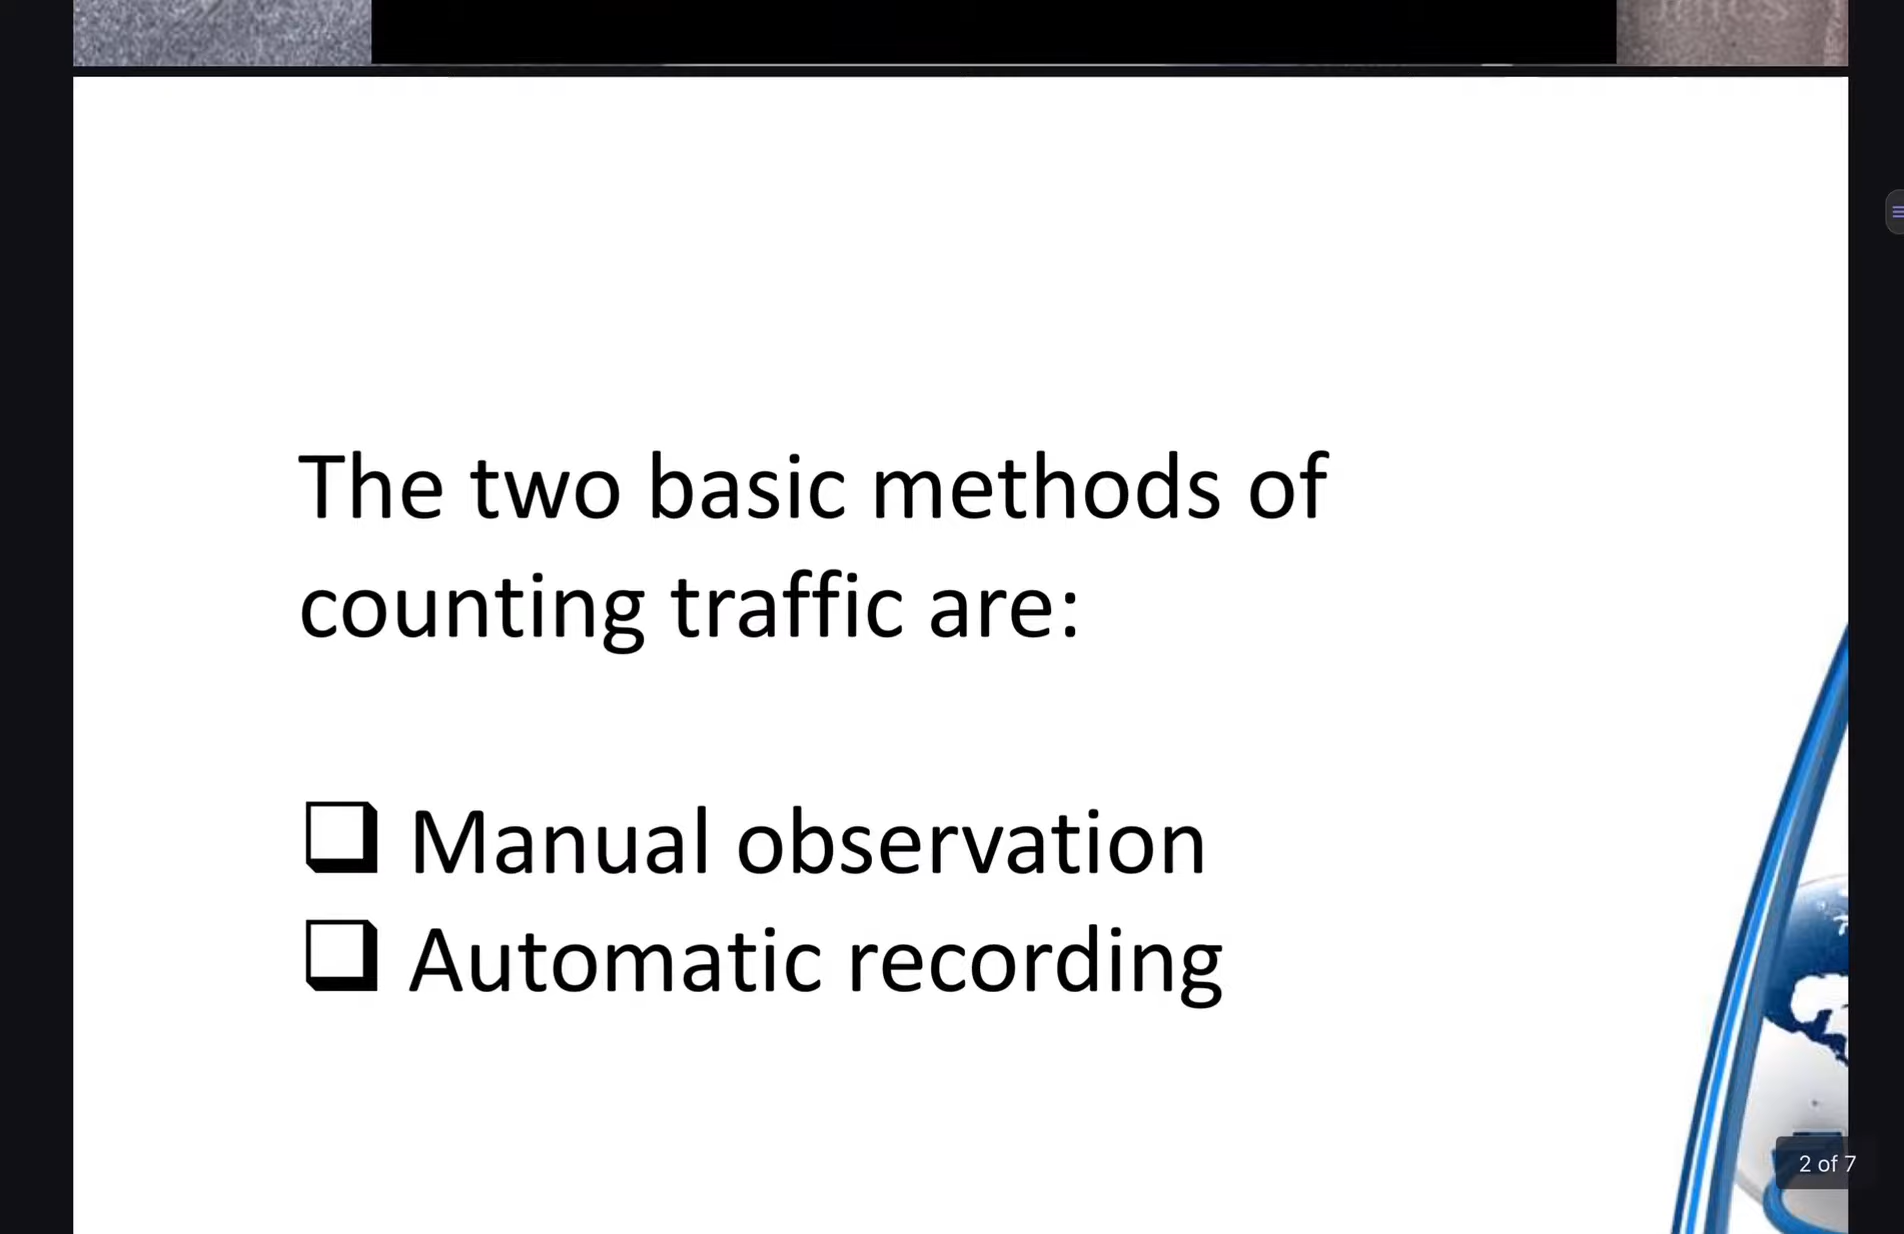 The two basic methods of
counting traffic are:
❑ Manual observation
❑ Automatic recording
2 of 7